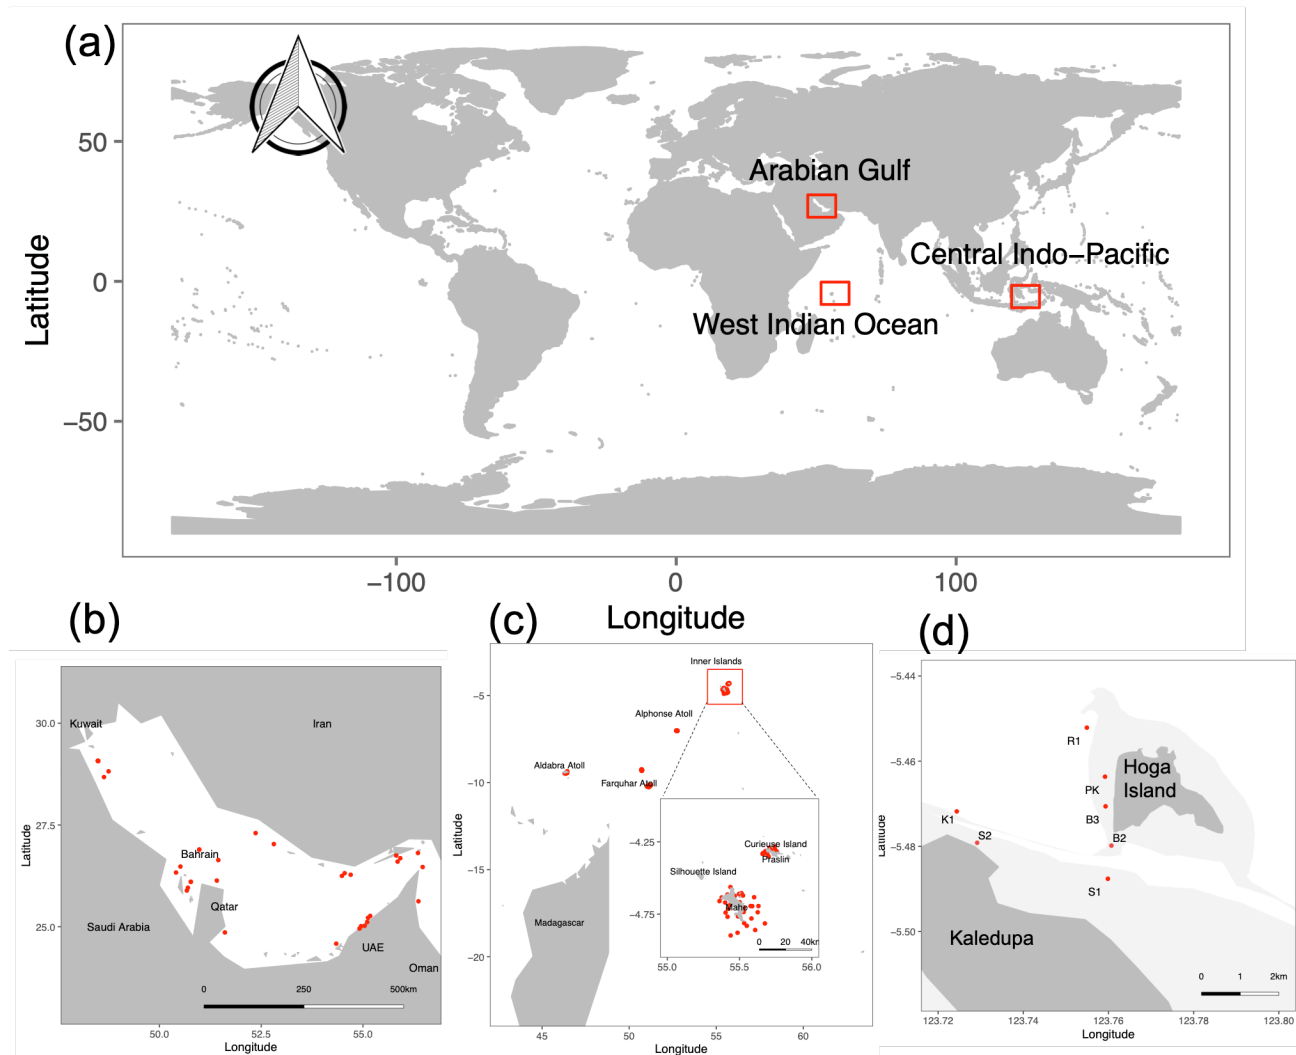 (a)
50
0
−50
Latitude
Arabian Gulf
Central Indo−Pacific
West Indian Ocean
−100
0
100
Longitude
(b)
30.0
27.5
25.0
Latitude
Kuwait
Iran
Bahrain
Qatar
Saudi Arabia
UAE
Oman
0
250
500km
50.0
52.5
55.0
Longitude
(c)
−5
−10
−15
−20
Latitude
Inner Islands
Alphonse Atoll
Aldabra Atoll
Farquhar Atoll
Madagascar
−4.25
−4.75
Curieuse Island
Praslin
Silhouette Island
Mahe
0
20
40km
55.0
55.5
56.0
45
50
55
60
Longitude
(d)
−5.44
−5.46
−5.48
−5.50
Latitude
R1
Hoga
Island
PK
K1
B3
S2
B2
S1
Kaledupa
0
1
2km
123.72
123.74
123.76
123.78
123.80
Longitude